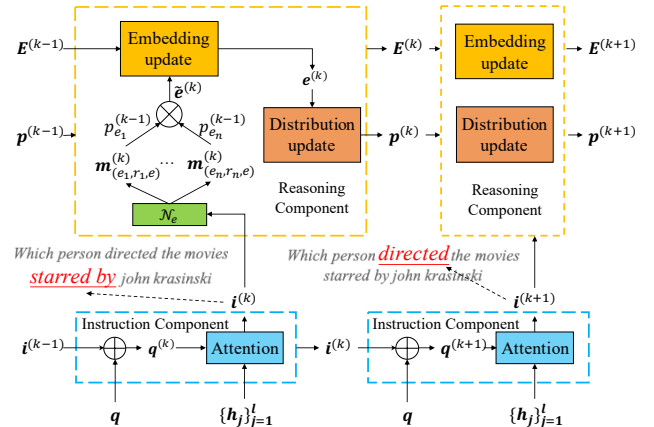 E^(k−1)
Embedding
update
E^(k)
Embedding
update
E^(k+1)
ẽ^(k)
e^(k)
p_{e_1}^(k−1)
p_{e_n}^(k−1)
p^(k−1)
Distribution
update
p^(k)
Distribution
update
p^(k+1)
m_{(e_1,r_1,e)}^(k)
...
m_{(e_n,r_n,e)}^(k)
Reasoning
Component
Reasoning
Component
𝒩_e
Which person directed the movies
starred by john krasinski
Which person directed the movies
starred by john krasinski
i^(k)
i^(k+1)
Instruction Component
Instruction Component
i^(k−1)
q^(k)
Attention
i^(k)
q^(k+1)
Attention
q
{h_j}_{j=1}^l
q
{h_j}_{j=1}^l